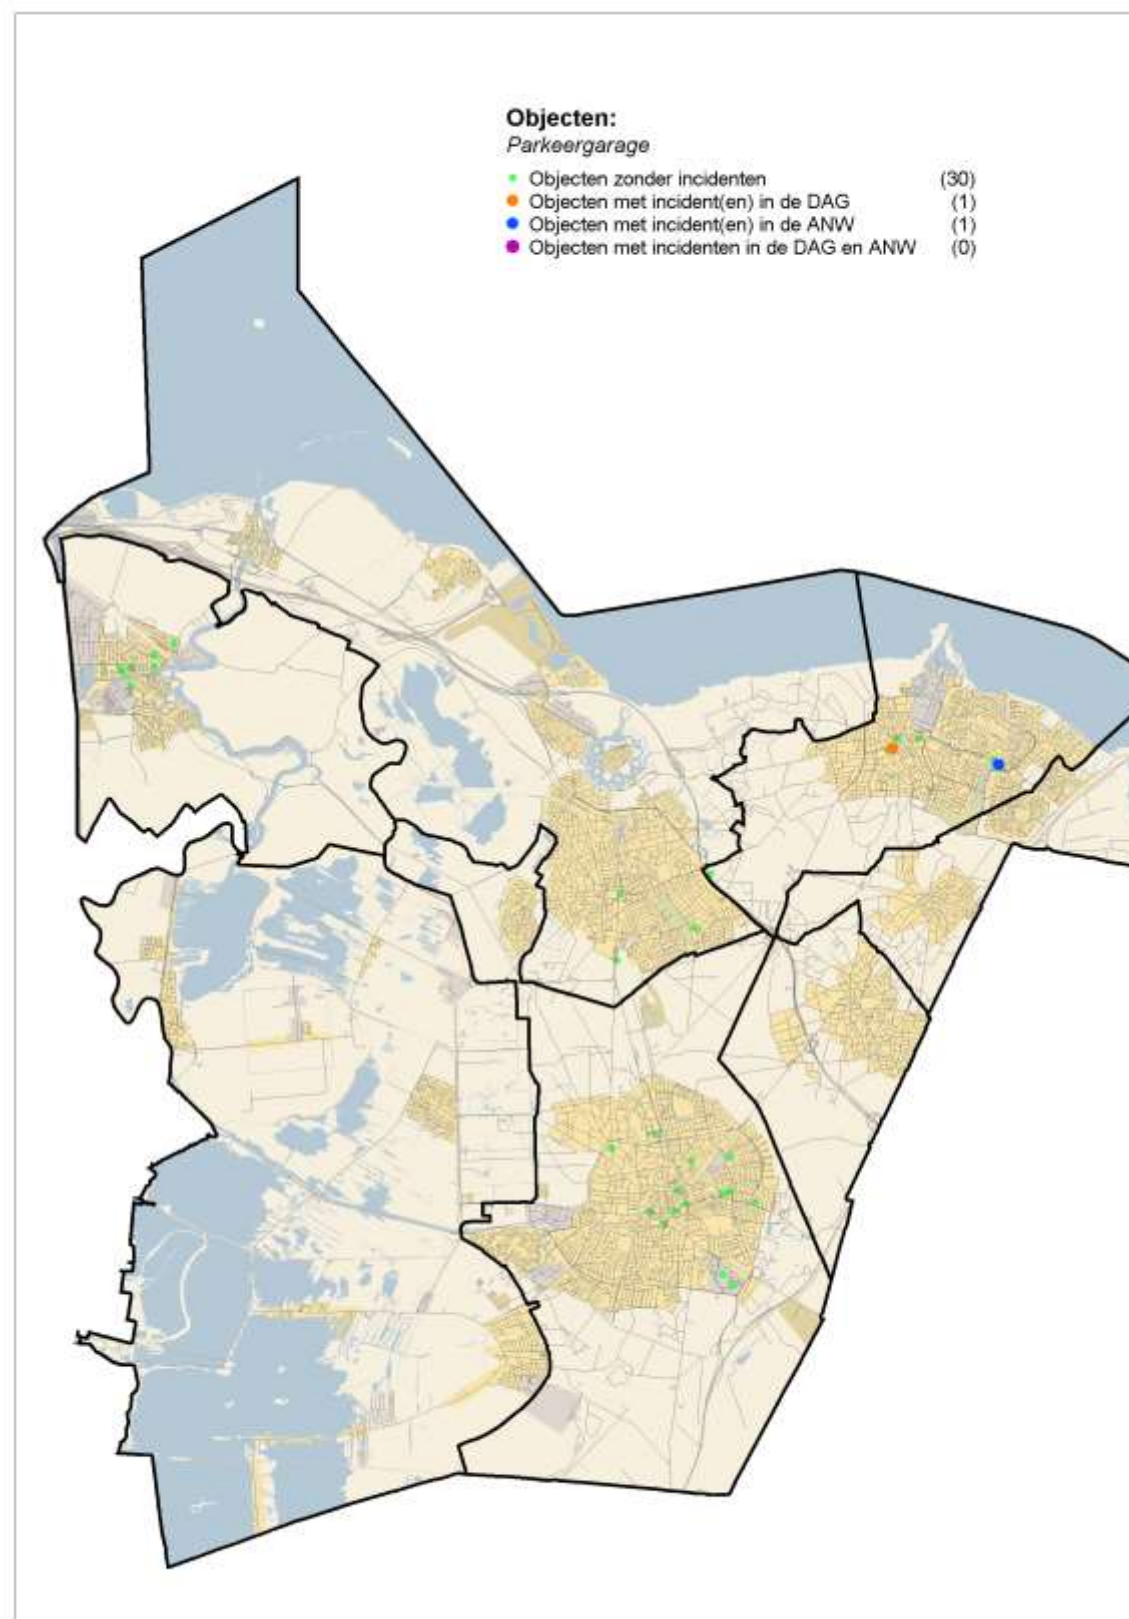 Objecten:
Parkeergarage
Objecten zonder incidenten (30)
Objecten met incident(en) in de DAG (1)
Objecten met incident(en) in de ANW (1)
Objecten met incidenten in de DAG en ANW (0)